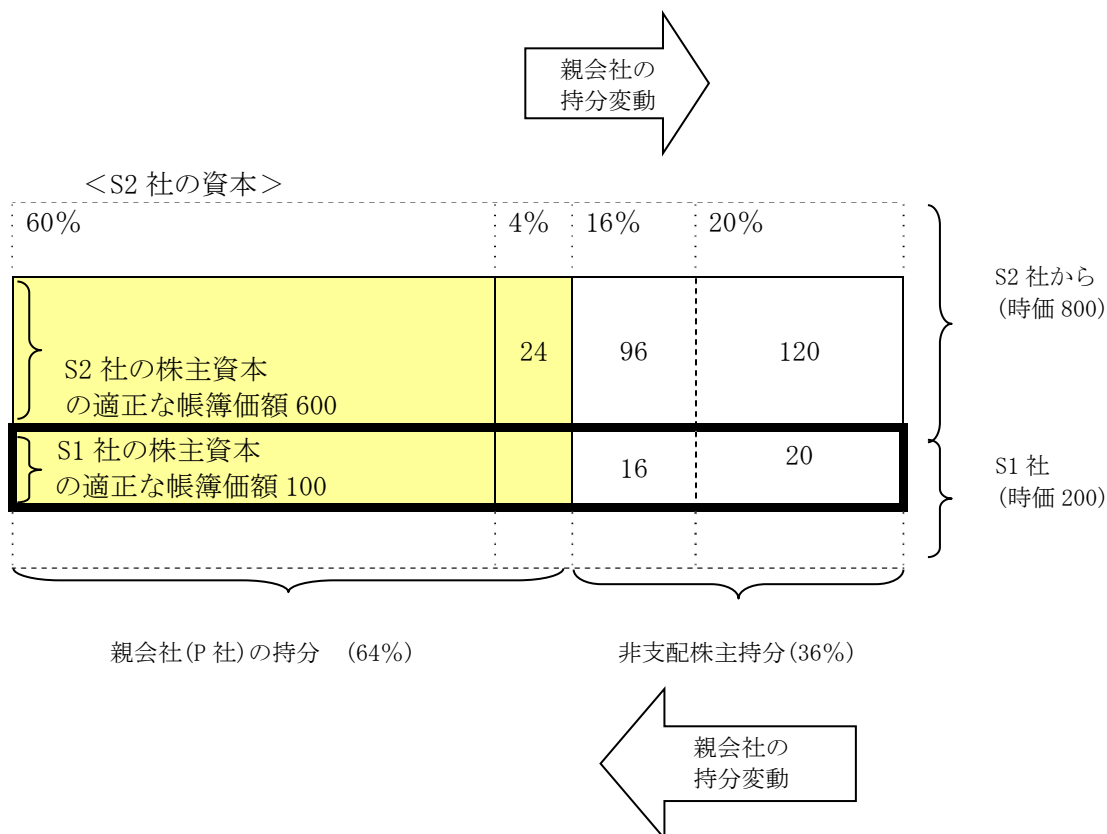 親会社の
持分変動
＜S2 社の資本＞
60%
4%
16%
20%
S2 社から
(時価 800)
24
96
120
S2 社の株主資本
の適正な帳簿価額 600
S1 社の株主資本
の適正な帳簿価額 100
16
20
S1 社
(時価 200)
親会社(P 社)の持分　(64%)
非支配株主持分(36%)
親会社の
持分変動